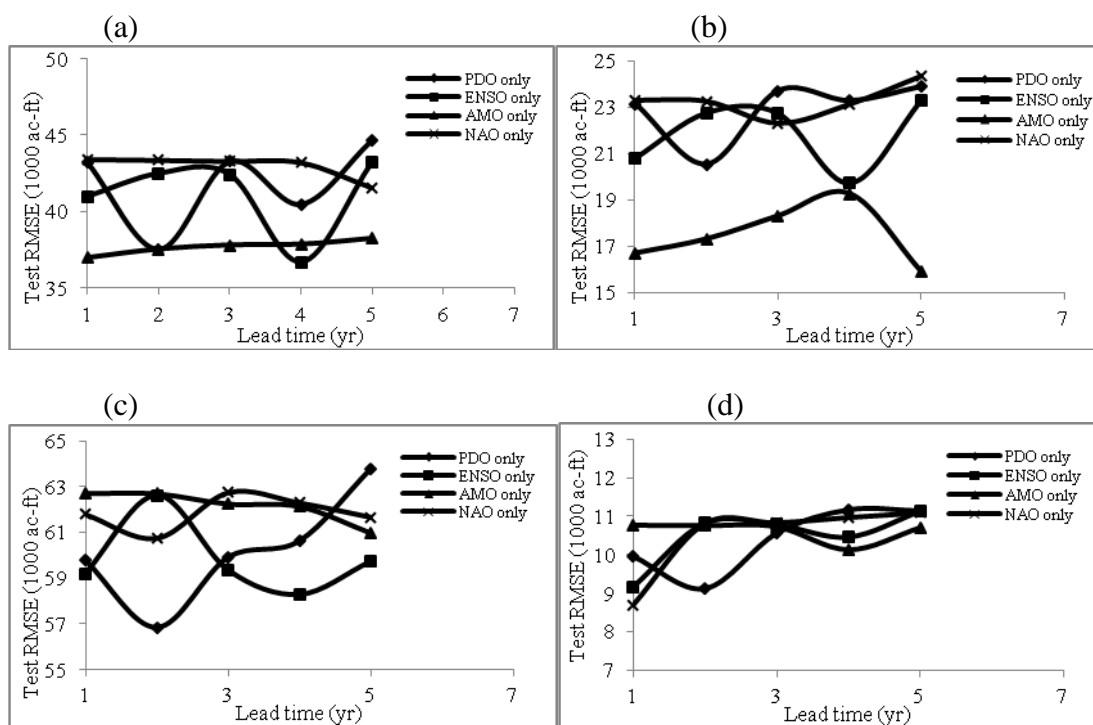 (a)
50
45
40
35
1 2 3 4 5 6 7
Test RMSE (1000 ac-ft)
Lead time (yr)
PDO only
ENSO only
AMO only
NAO only
(b)
25
23
21
19
17
15
1 3 5 7
Test RMSE (1000 ac-ft)
Lead time (yr)
PDO only
ENSO only
AMO only
NAO only
(c)
65
63
61
59
57
55
1 3 5 7
Test RMSE (1000 ac-ft)
Lead time (yr)
PDO only
ENSO only
AMO only
NAO only
(d)
13
12
11
10
9
8
7
1 3 5 7
Test RMSE (1000 ac-ft)
Lead time (yr)
PDO only
ENSO only
AMO only
NAO only